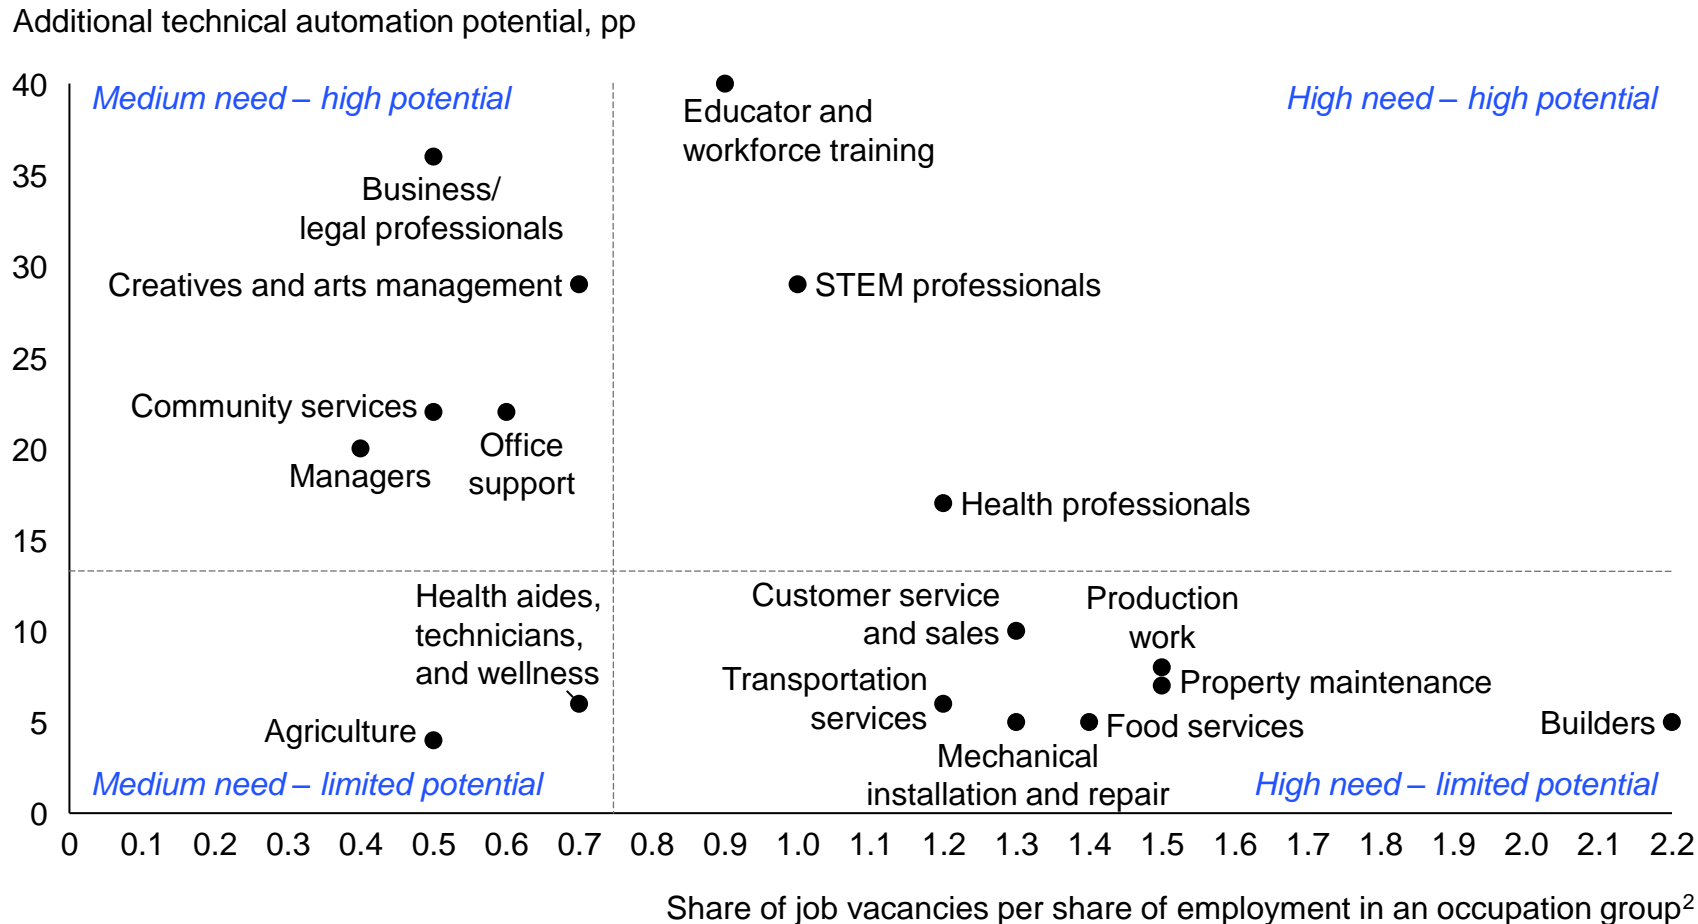 Additional technical automation potential, pp
40
35
30
25
20
15
10
5
0
Medium need – high potential
High need – high potential
Educator and
workforce training
Business/
legal professionals
Creatives and arts management
STEM professionals
Community services
Office
support
Managers
Health professionals
Health aides,
technicians,
and wellness
Customer service
and sales
Production
work
Transportation
services
Property maintenance
Agriculture
Food services
Builders
Mechanical
installation and repair
Medium need – limited potential
High need – limited potential
0 0.1 0.2 0.3 0.4 0.5 0.6 0.7 0.8 0.9 1.0 1.1 1.2 1.3 1.4 1.5 1.6 1.7 1.8 1.9 2.0 2.1 2.2
Share of job vacancies per share of employment in an occupation group2